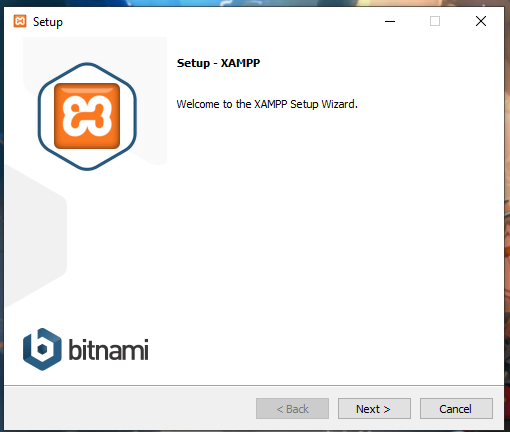 Setup
Setup - XAMPP
Welcome to the XAMPP Setup Wizard.
bitnami
< Back
Next >
Cancel